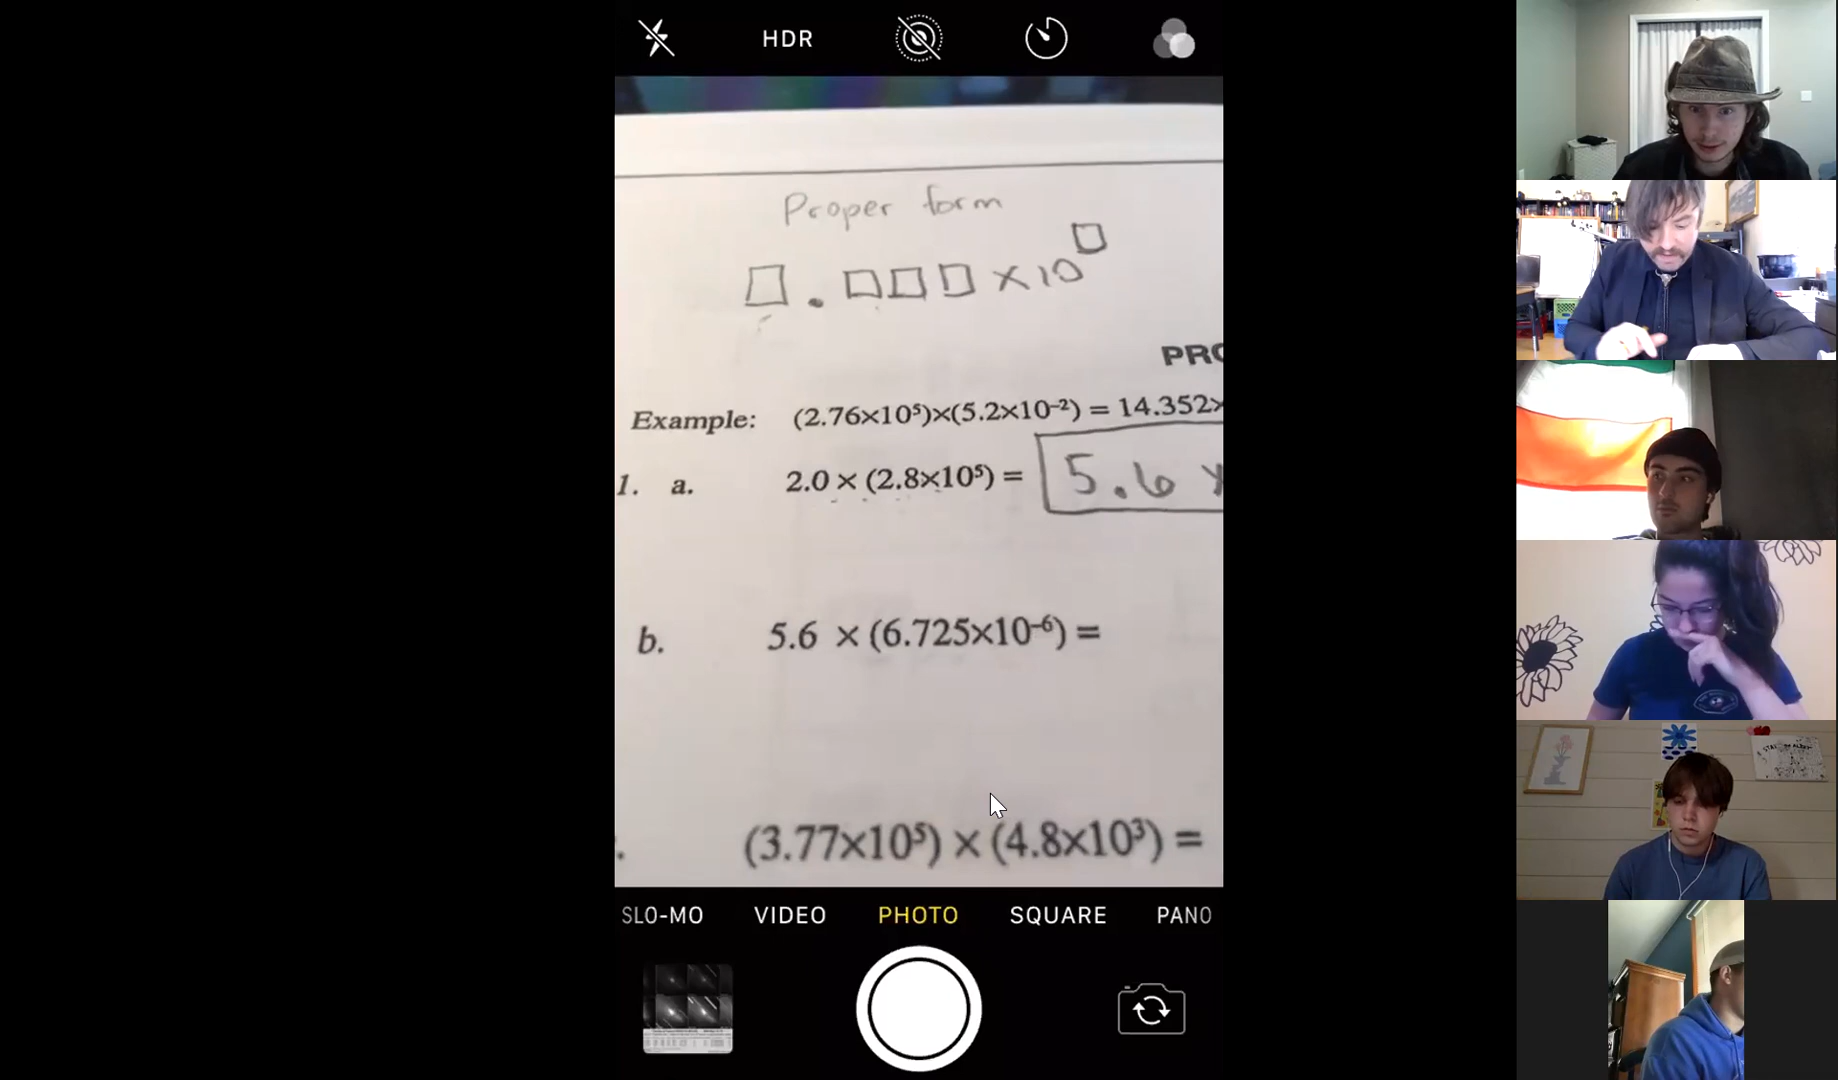 HDR
Proper form
□.□□□×10□
PRO
Example: (2.76×10⁵)×(5.2×10⁻²) = 14.352×
1. a. 2.0 × (2.8×10⁵) = 5.6 ×
b. 5.6 × (6.725×10⁻⁶) =
(3.77×10⁵) × (4.8×10³) =
SLO-MO VIDEO PHOTO SQUARE PANO